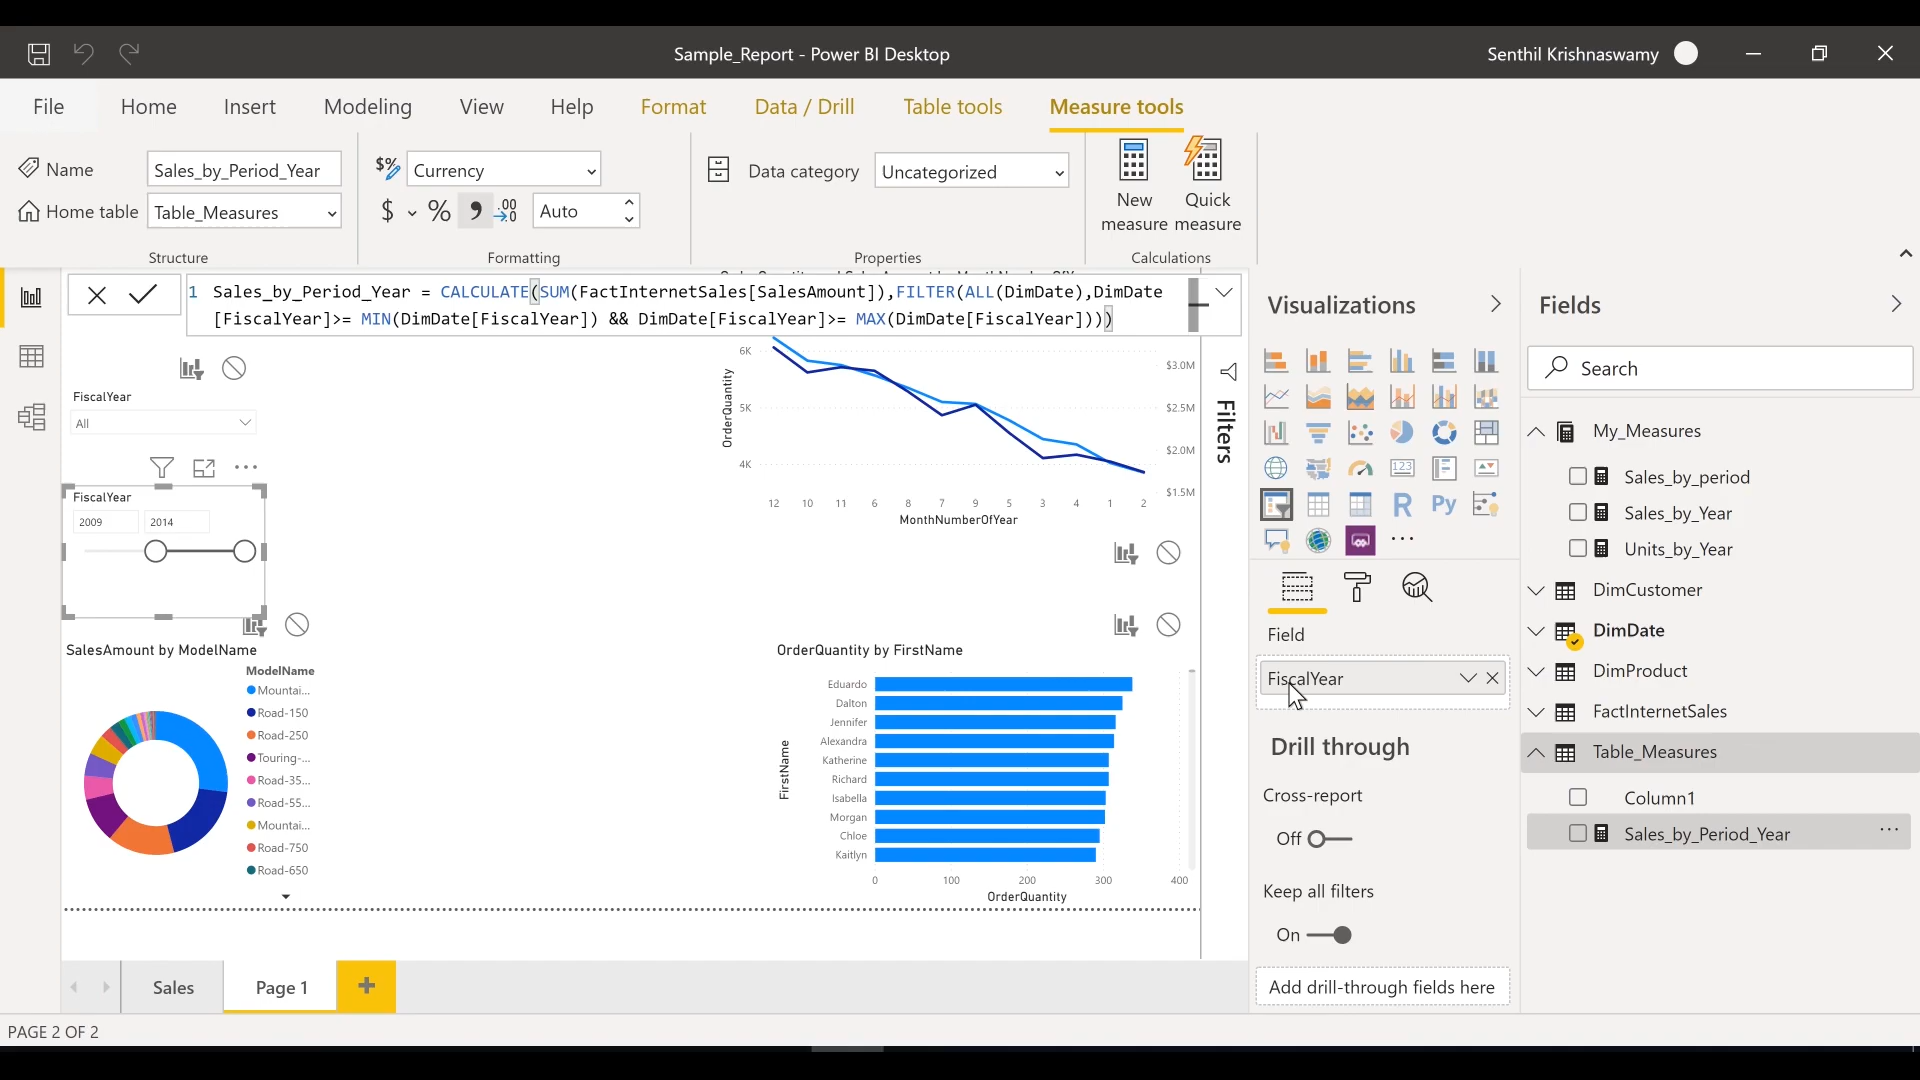 Sample_Report - Power BI Desktop
Senthil Krishnaswamy
File Home Insert Modeling View Help Format Data / Drill Table tools Measure tools
Name Sales_by_Period_Year
Home table Table_Measures
Structure
$% Currency
$ % , .00 .0 Auto
Formatting
Data category Uncategorized
Properties
New measure
Quick measure
Calculations
1 Sales_by_Period_Year = CALCULATE(SUM(FactInternetSales[SalesAmount]),FILTER(ALL(DimDate),DimDate
[FiscalYear]>= MIN(DimDate[FiscalYear]) && DimDate[FiscalYear]>= MAX(DimDate[FiscalYear])))
FiscalYear
All
FiscalYear
2009 2014
OrderQuantity
6K
5K
4K
$3.0M
$2.5M
$2.0M
$1.5M
12 10 11 6 8 7 9 5 3 4 1 2
MonthNumberOfYear
SalesAmount by ModelName
ModelName
Mountai...
Road-150
Road-250
Touring-...
Road-35...
Road-55...
Mountai...
Road-750
Road-650
OrderQuantity by FirstName
FirstName
Eduardo
Dalton
Jennifer
Alexandra
Katherine
Richard
Isabella
Morgan
Chloe
Kaitlyn
0 100 200 300 400
OrderQuantity
Filters
Visualizations
123
R Py
Field
FiscalYear
Drill through
Cross-report
Off
Keep all filters
On
Add drill-through fields here
Fields
Search
My_Measures
Sales_by_period
Sales_by_Year
Units_by_Year
DimCustomer
DimDate
DimProduct
FactInternetSales
Table_Measures
Column1
Sales_by_Period_Year
Sales Page 1
PAGE 2 OF 2